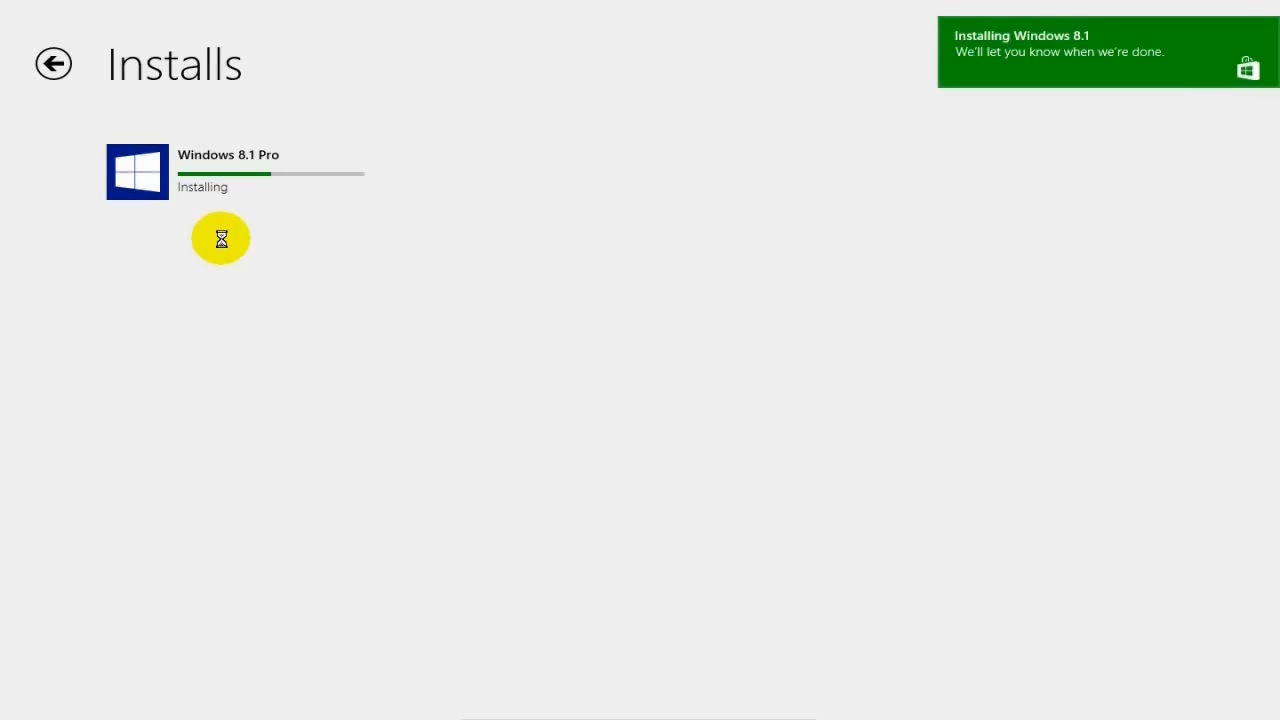 Installs
Installing Windows 8.1
We'll let you know when we're done.
Windows 8.1 Pro
Installing